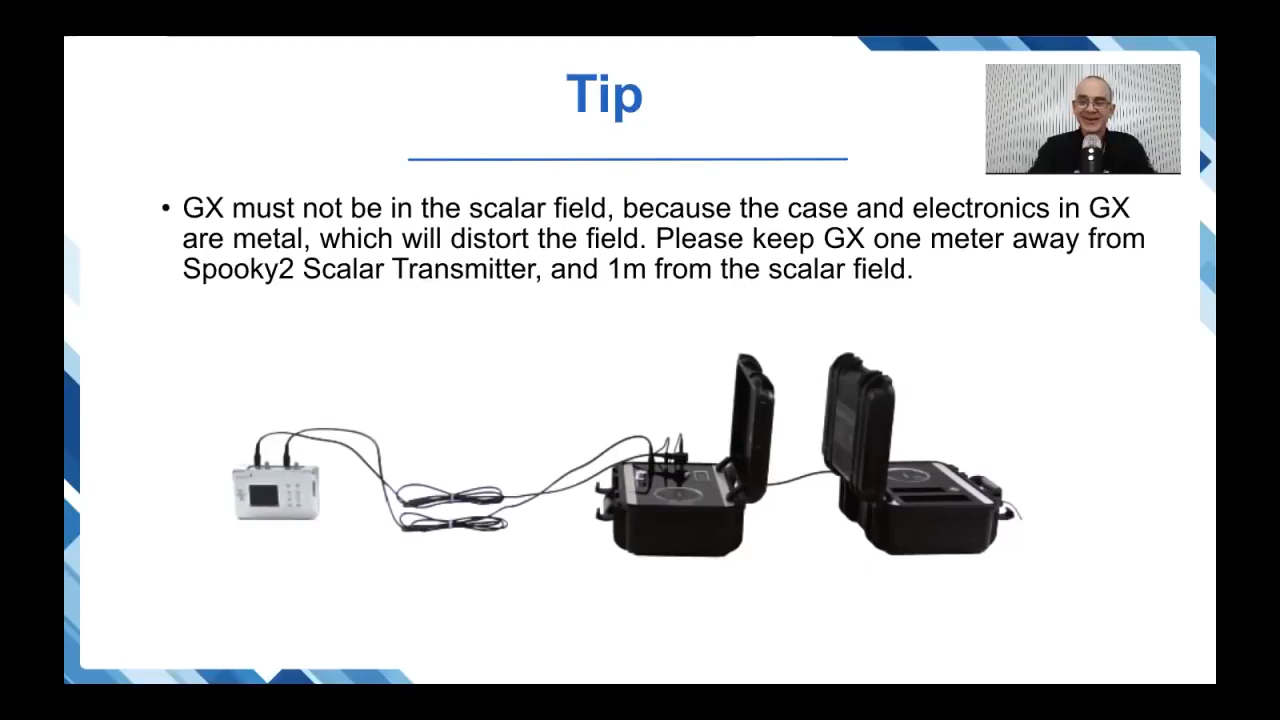 Tip
• GX must not be in the scalar field, because the case and electronics in GX
are metal, which will distort the field. Please keep GX one meter away from
Spooky2 Scalar Transmitter, and 1m from the scalar field.